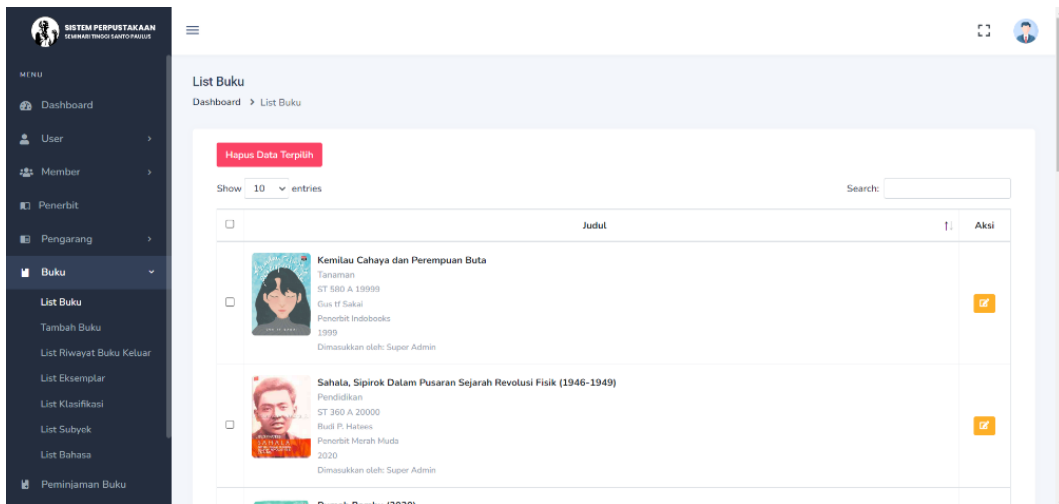 SISTEM PERPUSTAKAAN
SEMINARI TINGGI SANTO PAULUS
MENU
Dashboard
User
Member
Penerbit
Pengarang
Buku
List Buku
Tambah Buku
List Riwayat Buku Keluar
List Eksemplar
List Klasifikasi
List Subyek
List Bahasa
Peminjaman Buku
List Buku
Dashboard > List Buku
Hapus Data Terpilih
Show 10 entries
Search:
Judul
Aksi
Kemilau Cahaya dan Perempuan Buta
Tanaman
ST 580 A 19999
Gus tf Sakai
Penerbit Indobooks
1999
Dimasukkan oleh: Super Admin
Sahala, Sipirok Dalam Pusaran Sejarah Revolusi Fisik (1946-1949)
Pendidikan
ST 360 A 20000
Budi P. Hatees
Penerbit Merah Muda
2020
Dimasukkan oleh: Super Admin
SAHALA